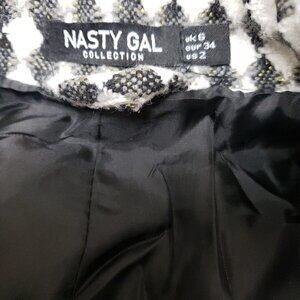 NASTY GAL
COLLECTION
UK 6
EUR 34
US 2